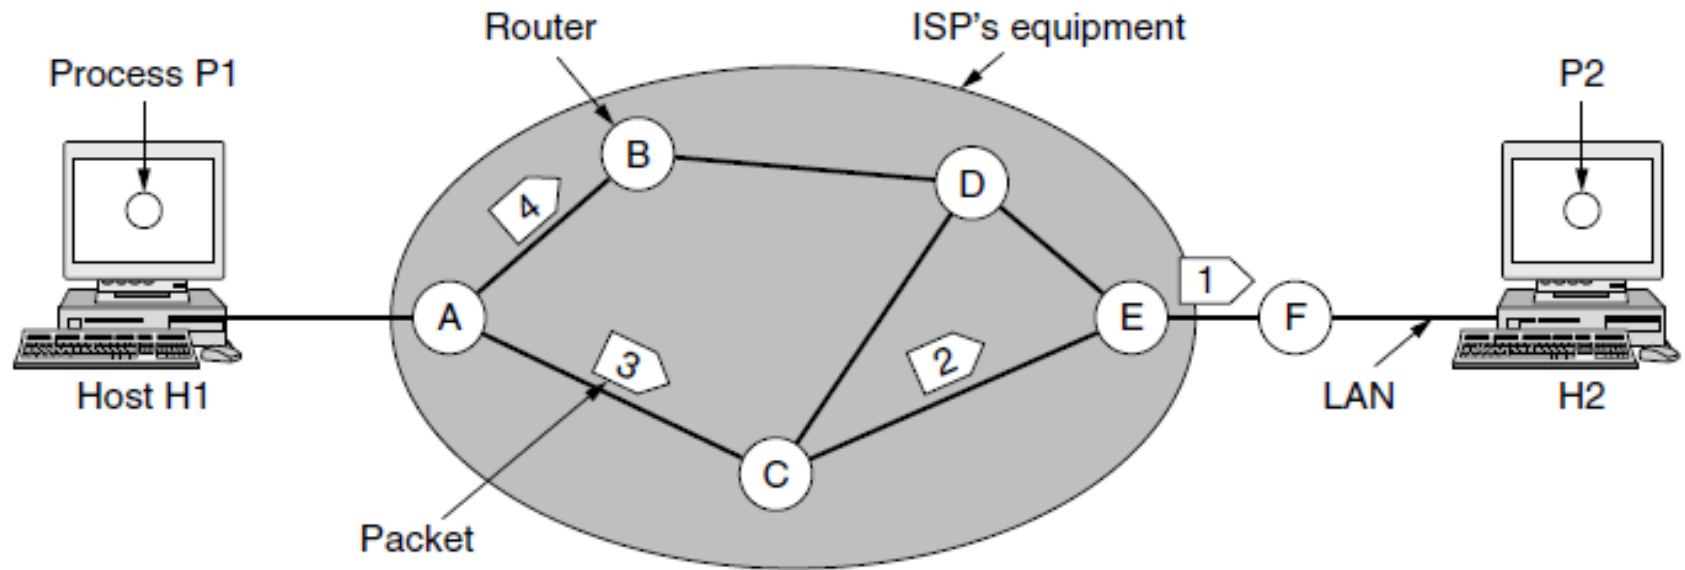 Router
ISP's equipment
Process P1
P2
B
D
4
1
A
E
F
3
2
Host H1
LAN
H2
C
Packet